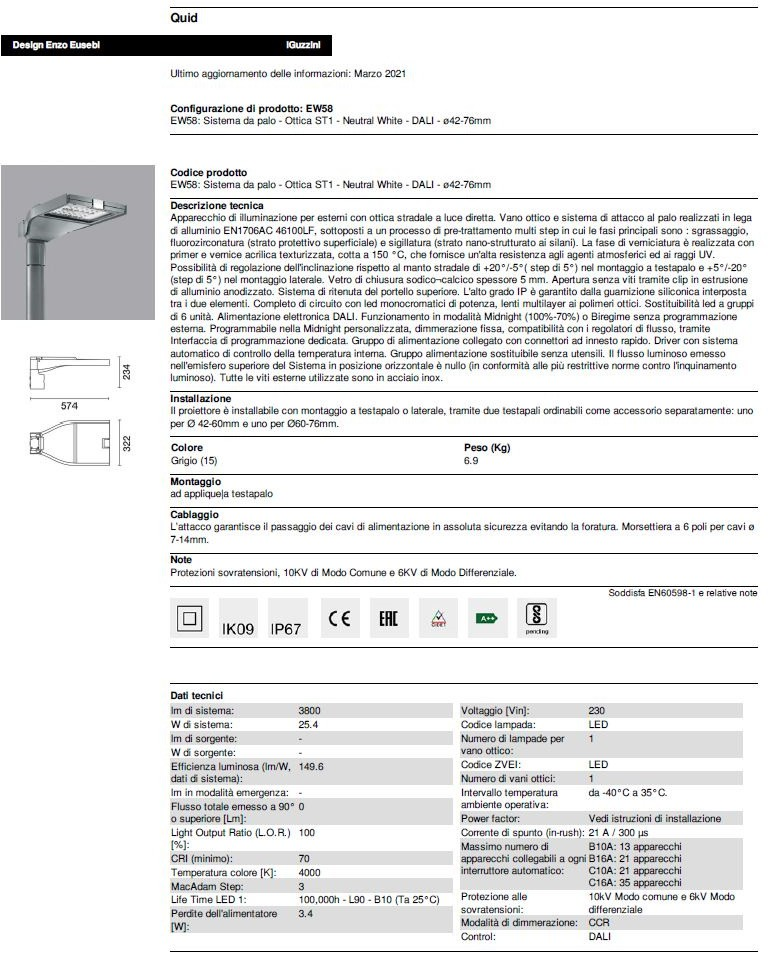 Quid
Design Enzo Eusebi iGuzzini
Ultimo aggiornamento delle informazioni: Marzo 2021
Configurazione di prodotto: EW58
EW58: Sistema da palo - Ottica ST1 - Neutral White - DALI - ø42-76mm
Codice prodotto
EW58: Sistema da palo - Ottica ST1 - Neutral White - DALI - ø42-76mm
Descrizione tecnica
Apparecchio di illuminazione per esterni con ottica stradale a luce diretta. Vano ottico e sistema di attacco al palo realizzati in lega
di alluminio EN1706AC 46100LF, sottoposti a un processo di pre-trattamento multi step in cui le fasi principali sono : sgrassaggio,
fluorozirconatura (strato protettivo superficiale) e sigillatura (strato nano-strutturato ai silani). La fase di verniciatura è realizzata con
primer e vernice acrilica texturizzata, cotta a 150 °C, che fornisce un'alta resistenza agli agenti atmosferici ed ai raggi UV.
Possibilità di regolazione dell'inclinazione rispetto al manto stradale di +20°/-5°( step di 5°) nel montaggio a testapalo e +5°/-20°
(step di 5°) nel montaggio laterale. Vetro di chiusura sodico¬calcico spessore 5 mm. Apertura senza viti tramite clip in estrusione
di alluminio anodizzato. Sistema di ritenuta del portello superiore. L'alto grado IP è garantito dalla guarnizione siliconica interposta
tra i due elementi. Completo di circuito con led monocromatici di potenza, lenti multilayer ai polimeri ottici. Sostituibilità led a gruppi
di 6 unità. Alimentazione elettronica DALI. Funzionamento in modalità Midnight (100%-70%) o Biregime senza programmazione
esterna. Programmabile nella Midnight personalizzata, dimmerazione fissa, compatibilità con i regolatori di flusso, tramite
Interfaccia di programmazione dedicata. Gruppo di alimentazione collegato con connettori ad innesto rapido. Driver con sistema
automatico di controllo della temperatura interna. Gruppo alimentazione sostituibile senza utensili. Il flusso luminoso emesso
nell'emisfero superiore del Sistema in posizione orizzontale è nullo (in conformità alle più restrittive norme contro l'inquinamento
luminoso). Tutte le viti esterne utilizzate sono in acciaio inox.
234
574
322
Installazione
Il proiettore è installabile con montaggio a testapalo o laterale, tramite due testapali ordinabili come accessorio separatamente: uno
per Ø 42-60mm e uno per Ø60-76mm.
Colore Peso (Kg)
Grigio (15) 6.9
Montaggio
ad applique|a testapalo
Cablaggio
L'attacco garantisce il passaggio dei cavi di alimentazione in assoluta sicurezza evitando la foratura. Morsettiera a 6 poli per cavi ø
7-14mm.
Note
Protezioni sovratensioni, 10KV di Modo Comune e 6KV di Modo Differenziale.
Soddisfa EN60598-1 e relative note
IK09 IP67 CE EAC A++ pending
Dati tecnici
lm di sistema: 3800
W di sistema: 25.4
lm di sorgente: -
W di sorgente: -
Efficienza luminosa (lm/W, 149.6
dati di sistema):
lm in modalità emergenza: -
Flusso totale emesso a 90° 0
o superiore [Lm]:
Light Output Ratio (L.O.R.) 100
[%]:
CRI (minimo): 70
Temperatura colore [K]: 4000
MacAdam Step: 3
Life Time LED 1: 100,000h - L90 - B10 (Ta 25°C)
Perdite dell'alimentatore 3.4
[W]:
Voltaggio [Vin]: 230
Codice lampada: LED
Numero di lampade per 1
vano ottico:
Codice ZVEI: LED
Numero di vani ottici: 1
Intervallo temperatura da -40°C a 35°C.
ambiente operativa:
Power factor: Vedi istruzioni di installazione
Corrente di spunto (in-rush): 21 A / 300 µs
Massimo numero di B10A: 13 apparecchi
apparecchi collegabili a ogni B16A: 21 apparecchi
interruttore automatico: C10A: 21 apparecchi
C16A: 35 apparecchi
Protezione alle 10kV Modo comune e 6kV Modo
sovratensioni: differenziale
Modalità di dimmerazione: CCR
Control: DALI